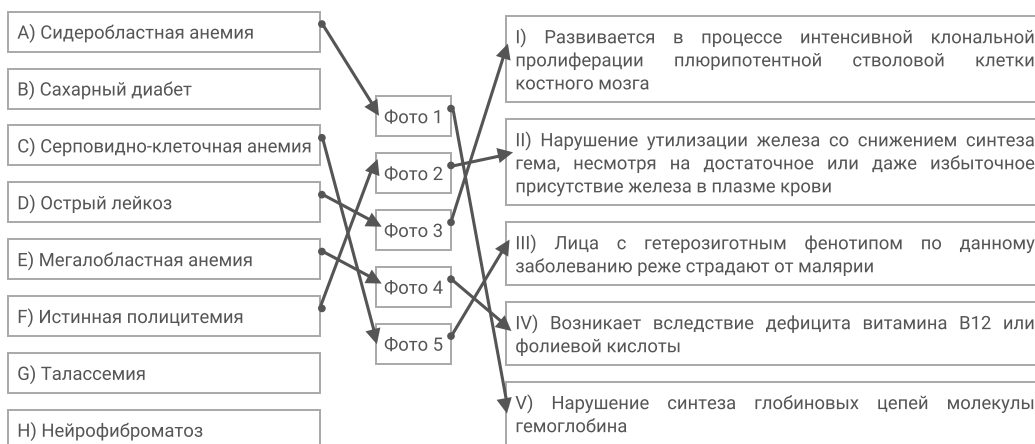 A) Сидеробластная анемия
B) Сахарный диабет
C) Серповидно-клеточная анемия
D) Острый лейкоз
E) Мегалобластная анемия
F) Истинная полицитемия
G) Талассемия
H) Нейрофиброматоз
Фото 1
Фото 2
Фото 3
Фото 4
Фото 5
I) Развивается в процессе интенсивной клональной
пролиферации плюрипотентной стволовой клетки
костного мозга
II) Нарушение утилизации железа со снижением синтеза
гема, несмотря на достаточное или даже избыточное
присутствие железа в плазме крови
III) Лица с гетерозиготным фенотипом по данному
заболеванию реже страдают от малярии
IV) Возникает вследствие дефицита витамина B12 или
фолиевой кислоты
V) Нарушение синтеза глобиновых цепей молекулы
гемоглобина